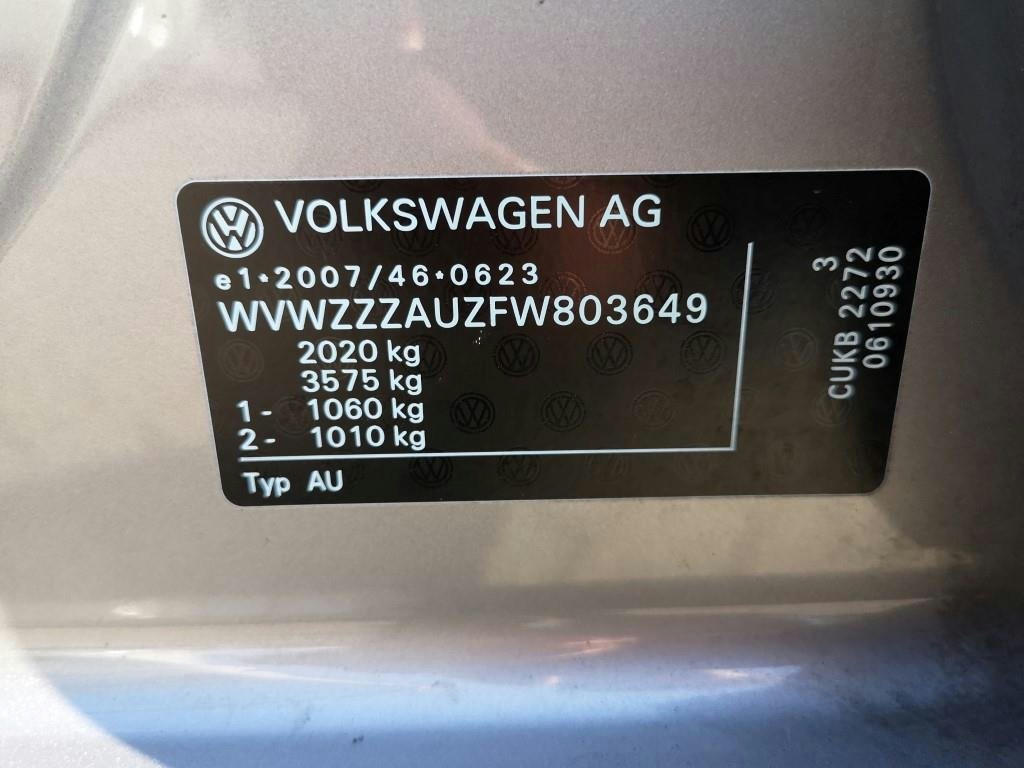 VOLKSWAGEN AG
e1*2007/46*0623
WVWZZZAUZFW803649
2020 kg
3575 kg
1- 1060 kg
2- 1010 kg
Typ AU
3
CUKB 2272
0610930